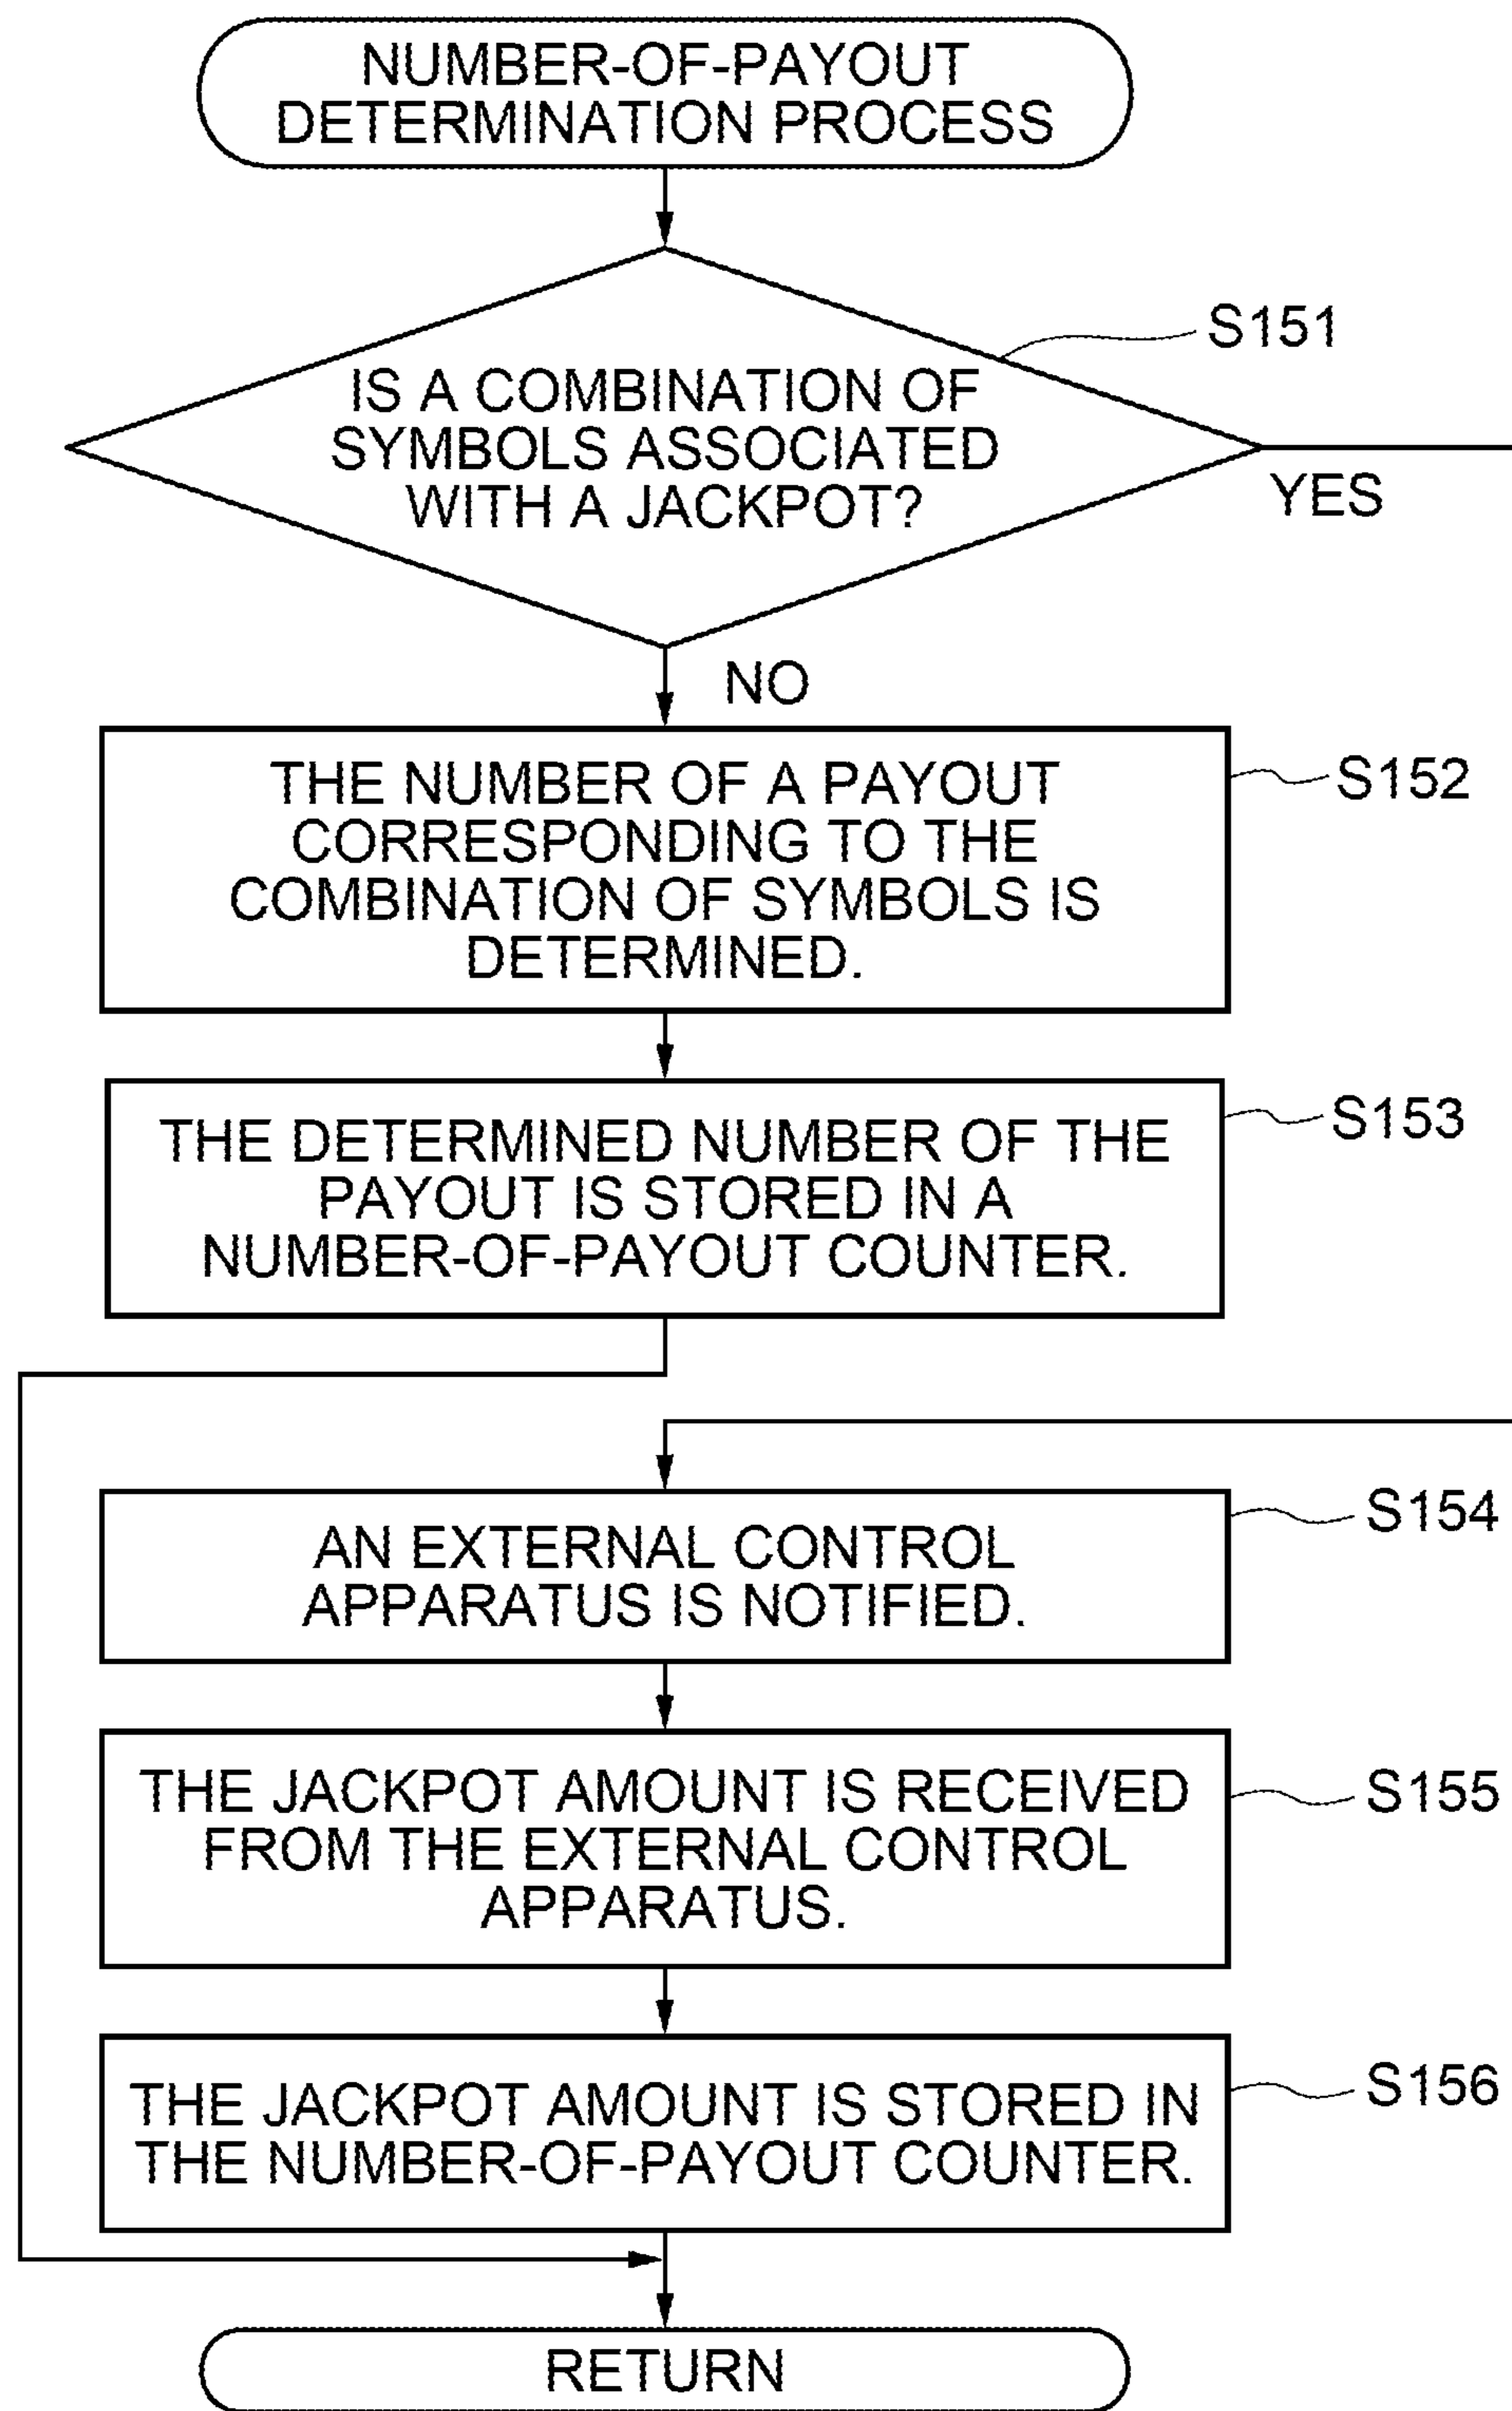 NUMBER-OF-PAYOUT
DETERMINATION PROCESS
S151
IS A COMBINATION OF
SYMBOLS ASSOCIATED
WITH A JACKPOT?
YES
NO
S152
THE NUMBER OF A PAYOUT
CORRESPONDING TO THE
COMBINATION OF SYMBOLS IS
DETERMINED.
S153
THE DETERMINED NUMBER OF THE
PAYOUT IS STORED IN A
NUMBER-OF-PAYOUT COUNTER.
S154
AN EXTERNAL CONTROL
APPARATUS IS NOTIFIED.
S155
THE JACKPOT AMOUNT IS RECEIVED
FROM THE EXTERNAL CONTROL
APPARATUS.
S156
THE JACKPOT AMOUNT IS STORED IN
THE NUMBER-OF-PAYOUT COUNTER.
RETURN